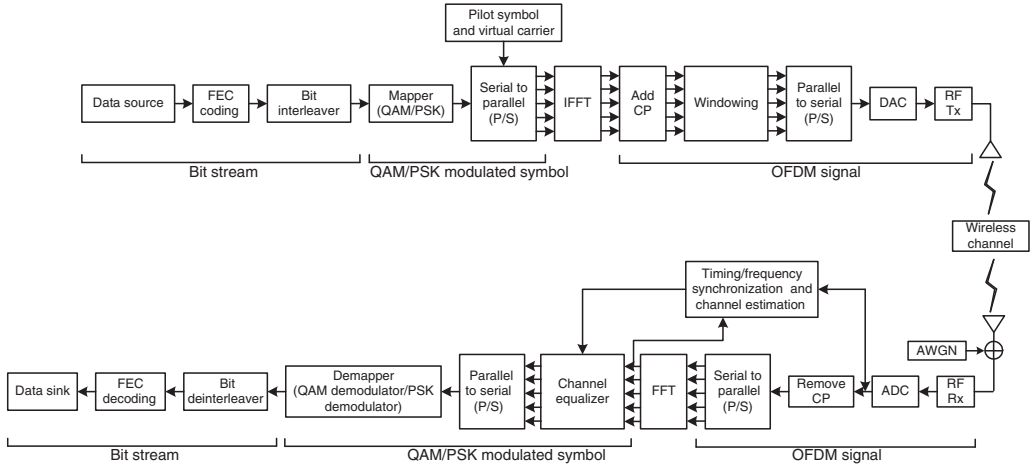 Pilot symbol
and virtual carrier
Data source
FEC
coding
Bit
interleaver
Mapper
(QAM/PSK)
Serial to
parallel
(P/S)
IFFT
Add
CP
Windowing
Parallel
to serial
(P/S)
DAC
RF
Tx
Bit stream
QAM/PSK modulated symbol
OFDM signal
Wireless
channel
Timing/frequency
synchronization and
channel estimation
AWGN
Data sink
FEC
decoding
Bit
deinterleaver
Demapper
(QAM demodulator/PSK
demodulator)
Parallel
to serial
(P/S)
Channel
equalizer
FFT
Serial to
parallel
(P/S)
Remove
CP
ADC
RF
Rx
Bit stream
QAM/PSK modulated symbol
OFDM signal